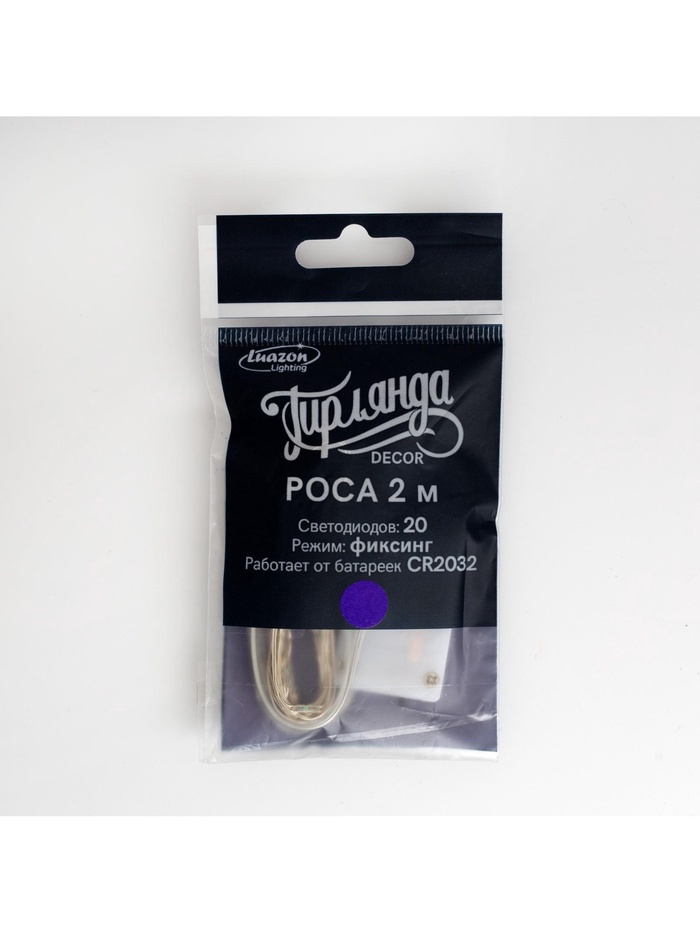 Luazon
Lighting
Гирлянда
DECOR
РОСА 2 м
Светодиодов: 20
Режим: фиксинг
Работает от батареек CR2032